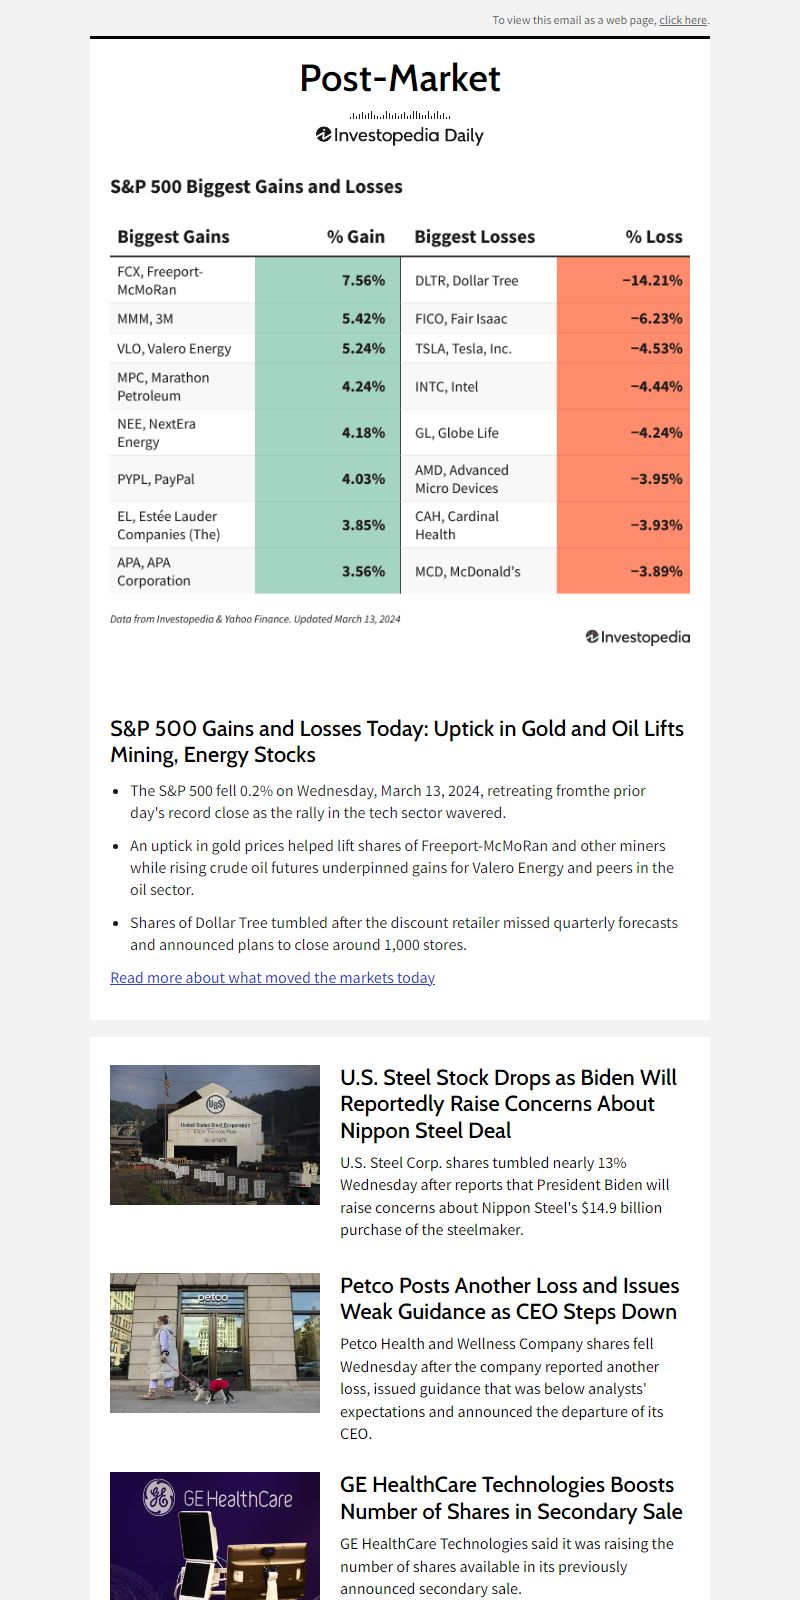 To view this email as a web page, click here.
Post-Market
Investopedia Daily
S&P 500 Biggest Gains and Losses
Biggest Gains % Gain Biggest Losses % Loss
FCX, Freeport-
McMoRan 7.56% DLTR, Dollar Tree −14.21%
MMM, 3M 5.42% FICO, Fair Isaac −6.23%
VLO, Valero Energy 5.24% TSLA, Tesla, Inc. −4.53%
MPC, Marathon
Petroleum 4.24% INTC, Intel −4.44%
NEE, NextEra
Energy 4.18% GL, Globe Life −4.24%
PYPL, PayPal 4.03% AMD, Advanced
Micro Devices −3.95%
EL, Estée Lauder
Companies (The) 3.85% CAH, Cardinal
Health −3.93%
APA, APA
Corporation 3.56% MCD, McDonald's −3.89%
Data from Investopedia & Yahoo Finance. Updated March 13, 2024
Investopedia
S&P 500 Gains and Losses Today: Uptick in Gold and Oil Lifts
Mining, Energy Stocks
• The S&P 500 fell 0.2% on Wednesday, March 13, 2024, retreating fromthe prior
day's record close as the rally in the tech sector wavered.
• An uptick in gold prices helped lift shares of Freeport-McMoRan and other miners
while rising crude oil futures underpinned gains for Valero Energy and peers in the
oil sector.
• Shares of Dollar Tree tumbled after the discount retailer missed quarterly forecasts
and announced plans to close around 1,000 stores.
Read more about what moved the markets today
United States Steel Corporation
Edgar Thomson Plant
U.S. Steel Stock Drops as Biden Will
Reportedly Raise Concerns About
Nippon Steel Deal
U.S. Steel Corp. shares tumbled nearly 13%
Wednesday after reports that President Biden will
raise concerns about Nippon Steel's $14.9 billion
purchase of the steelmaker.
petco
Petco Posts Another Loss and Issues
Weak Guidance as CEO Steps Down
Petco Health and Wellness Company shares fell
Wednesday after the company reported another
loss, issued guidance that was below analysts'
expectations and announced the departure of its
CEO.
GE HealthCare
GE HealthCare Technologies Boosts
Number of Shares in Secondary Sale
GE HealthCare Technologies said it was raising the
number of shares available in its previously
announced secondary sale.